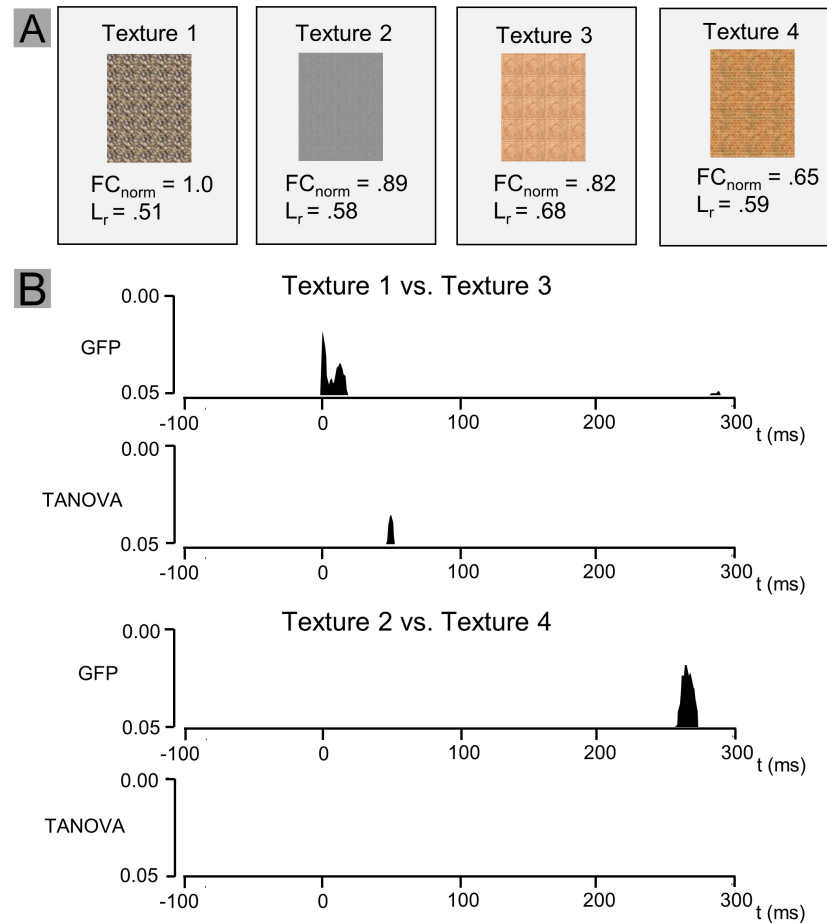 A
Texture 1
FCnorm = 1.0
Lr = .51
Texture 2
FCnorm = .89
Lr = .58
Texture 3
FCnorm = .82
Lr = .68
Texture 4
FCnorm = .65
Lr = .59
B
Texture 1 vs. Texture 3
0.00
GFP
0.05
-100 0 100 200 300 t (ms)
0.00
TANOVA
0.05
-100 0 100 200 300 t (ms)
Texture 2 vs. Texture 4
0.00
GFP
0.05
-100 0 100 200 300 t (ms)
0.00
TANOVA
0.05
-100 0 100 200 300 t (ms)